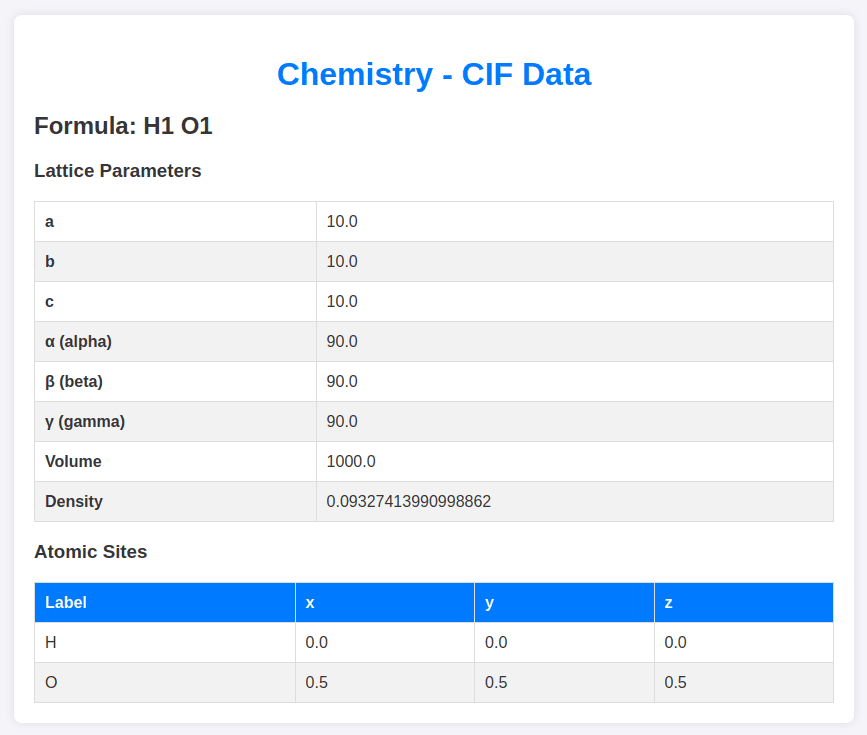 Chemistry - CIF Data
Formula: H1 O1
Lattice Parameters
a 10.0
b 10.0
c 10.0
α (alpha) 90.0
β (beta) 90.0
γ (gamma) 90.0
Volume 1000.0
Density 0.09327413990998862
Atomic Sites
Label x y z
H 0.0 0.0 0.0
O 0.5 0.5 0.5